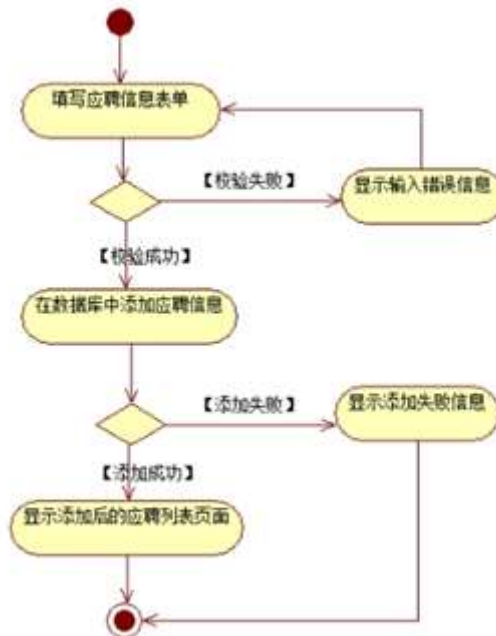 填写应聘信息表单
【校验失败】
显示输入错误信息
【校验成功】
在数据库中添加应聘信息
【添加失败】
显示添加失败信息
【添加成功】
显示添加后的应聘列表页面